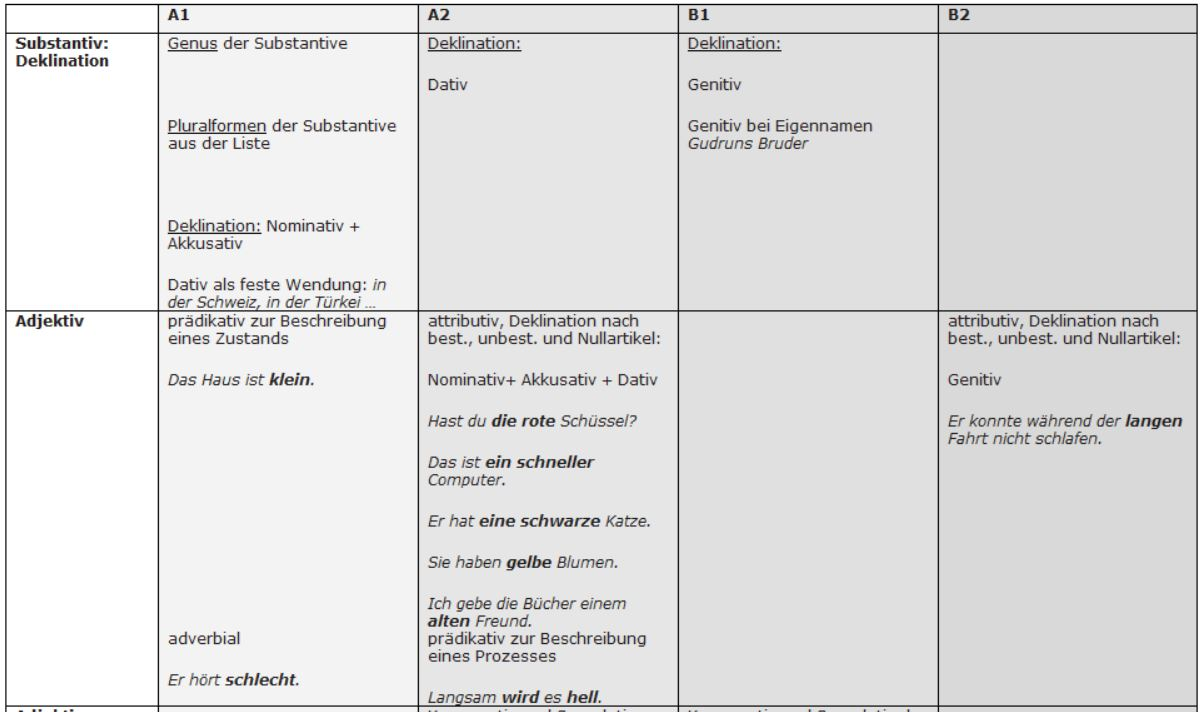 A1 A2 B1 B2
Substantiv:
Deklination
Genus der Substantive
Pluralformen der Substantive
aus der Liste
Deklination: Nominativ +
Akkusativ
Dativ als feste Wendung: in
der Schweiz, in der Türkei ...
Deklination:
Dativ
Deklination:
Genitiv
Genitiv bei Eigennamen
Gudruns Bruder
Adjektiv
prädikativ zur Beschreibung
eines Zustands
Das Haus ist klein.
adverbial
Er hört schlecht.
attributiv, Deklination nach
best., unbest. und Nullartikel:
Nominativ+ Akkusativ + Dativ
Hast du die rote Schüssel?
Das ist ein schneller
Computer.
Er hat eine schwarze Katze.
Sie haben gelbe Blumen.
Ich gebe die Bücher einem
alten Freund.
prädikativ zur Beschreibung
eines Prozesses
Langsam wird es hell.
attributiv, Deklination nach
best., unbest. und Nullartikel:
Genitiv
Er konnte während der langen
Fahrt nicht schlafen.